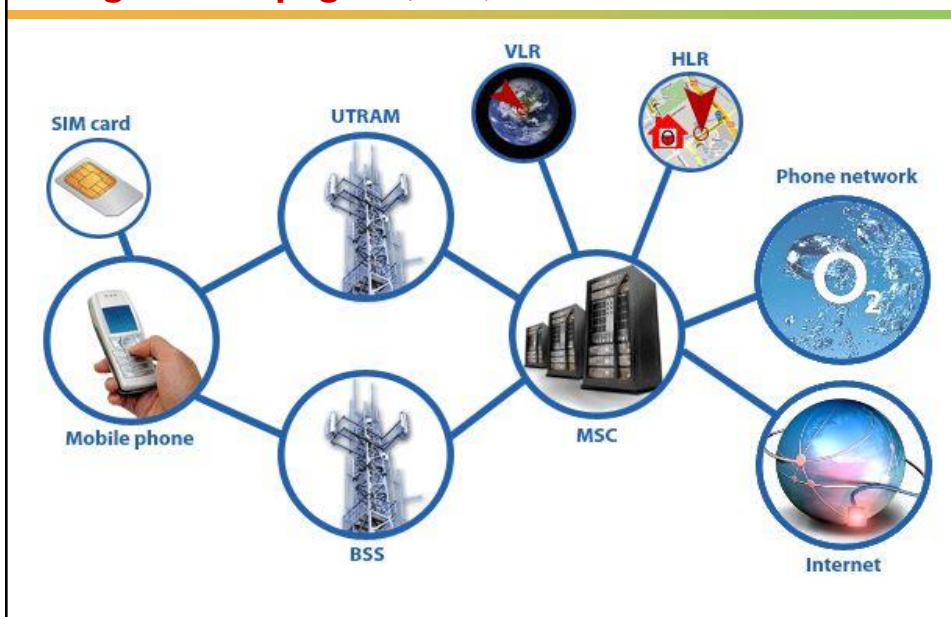 VLR
HLR
SIM card
UTRAM
Phone network
O2
Mobile phone
MSC
BSS
Internet